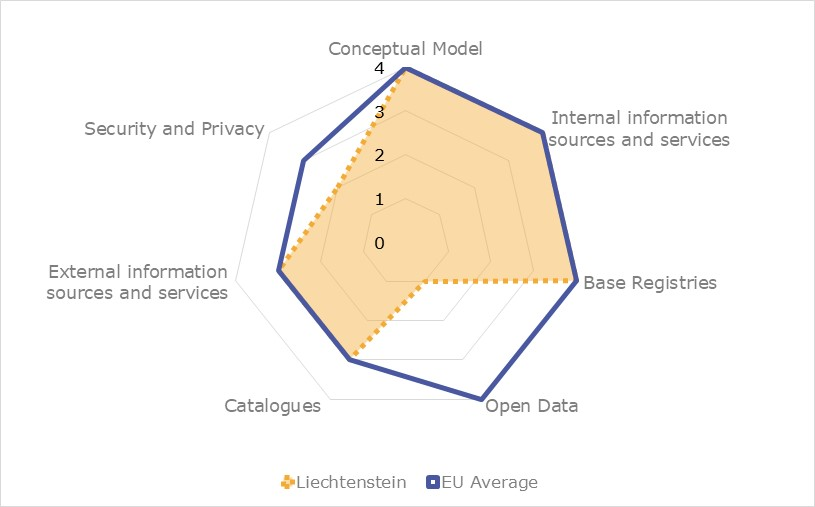 Conceptual Model
4
3
2
1
0
Internal information
sources and services
Security and Privacy
External information
sources and services
Base Registries
Catalogues
Open Data
Liechtenstein
EU Average